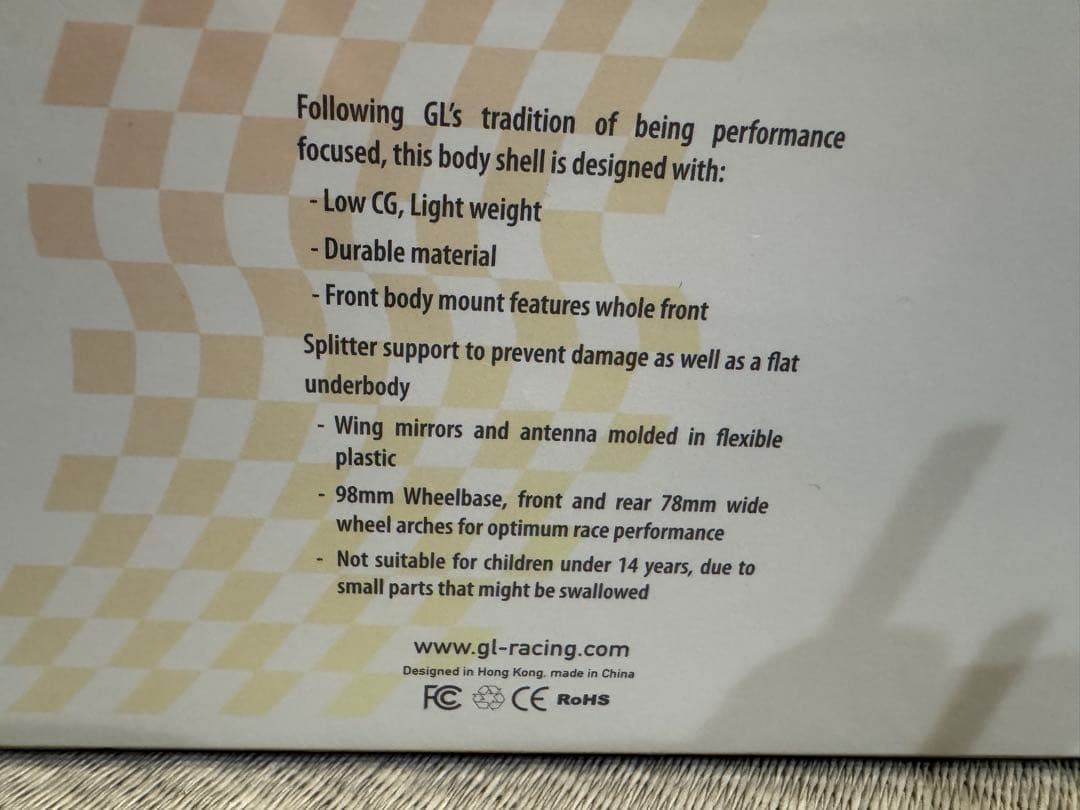 Following GL's tradition of being performance
focused, this body shell is designed with:
- Low CG, Light weight
- Durable material
- Front body mount features whole front
Splitter support to prevent damage as well as a flat
underbody
- Wing mirrors and antenna molded in flexible
plastic
- 98mm Wheelbase, front and rear 78mm wide
wheel arches for optimum race performance
- Not suitable for children under 14 years, due to
small parts that might be swallowed
www.gl-racing.com
Designed in Hong Kong. made in China
FC CE RoHS